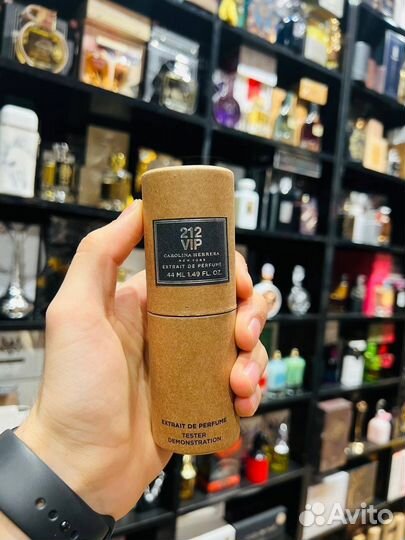 212
VIP
CAROLINA HERRERA
NEW YORK
EXTRAIT DE PERFUME
44 ML 1.49 FL. OZ.
EXTRAIT DE PERFUME
TESTER
DEMONSTRATION
Avito